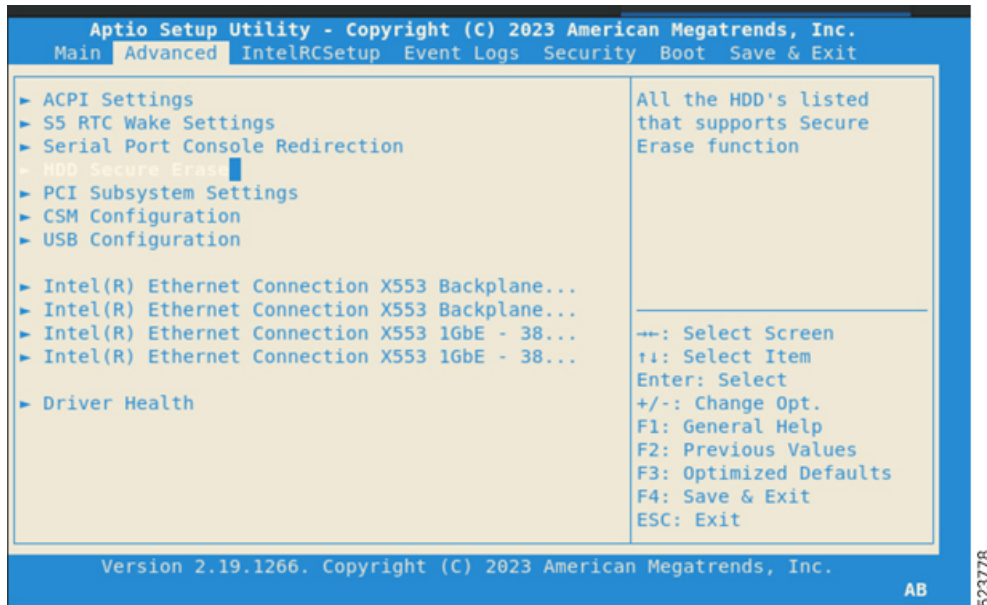 Aptio Setup Utility - Copyright (C) 2023 American Megatrends, Inc.
Main Advanced IntelRCSetup Event Logs Security Boot Save & Exit
► ACPI Settings
► S5 RTC Wake Settings
► Serial Port Console Redirection
► HDD Secure Erase
► PCI Subsystem Settings
► CSM Configuration
► USB Configuration
► Intel(R) Ethernet Connection X553 Backplane...
► Intel(R) Ethernet Connection X553 Backplane...
► Intel(R) Ethernet Connection X553 1GbE - 38...
► Intel(R) Ethernet Connection X553 1GbE - 38...
► Driver Health
All the HDD's listed
that supports Secure
Erase function
→←: Select Screen
↑↓: Select Item
Enter: Select
+/-: Change Opt.
F1: General Help
F2: Previous Values
F3: Optimized Defaults
F4: Save & Exit
ESC: Exit
Version 2.19.1266. Copyright (C) 2023 American Megatrends, Inc.
AB
523778